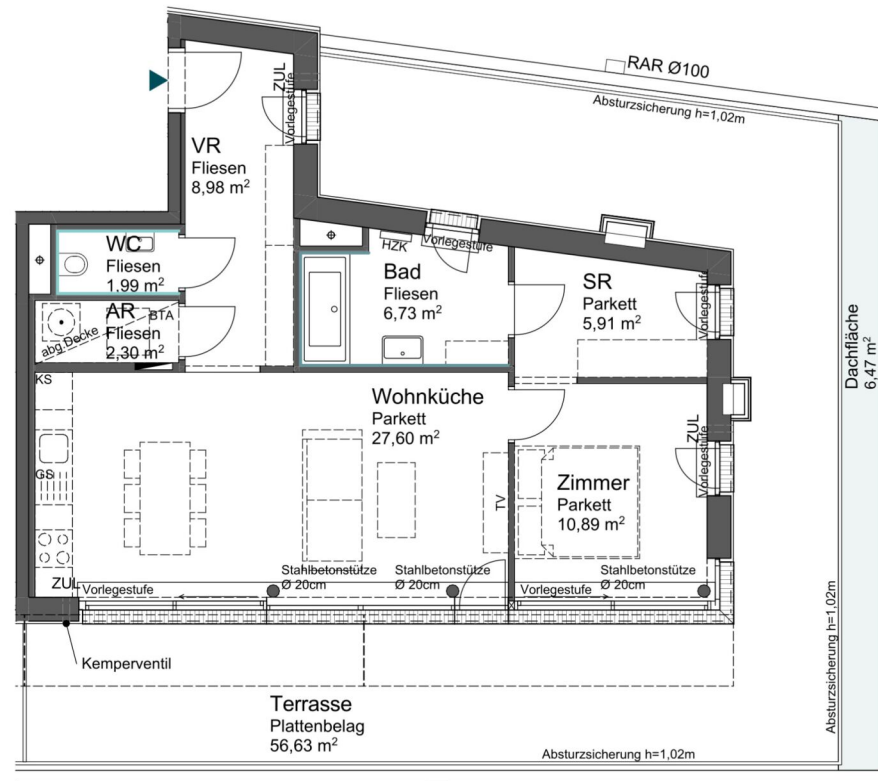 RAR Ø100
Absturzsicherung h=1,02m
ZUL
Vorlegestufe
VR
Fliesen
8,98 m²
WC
Fliesen
1,99 m²
AR
Fliesen
2,30 m²
BTA
abg.Decke
HZK
Vorlegestufe
Bad
Fliesen
6,73 m²
SR
Parkett
5,91 m²
Vorlegestufe
Dachfläche
6,47 m²
KS
GS
Wohnküche
Parkett
27,60 m²
TV
Zimmer
Parkett
10,89 m²
ZUL
Vorlegestufe
ZUL
Vorlegestufe
Stahlbetonstütze
Ø 20cm
Stahlbetonstütze
Ø 20cm
Vorlegestufe
Stahlbetonstütze
Ø 20cm
Absturzsicherung h=1,02m
Kemperventil
Terrasse
Plattenbelag
56,63 m²
Absturzsicherung h=1,02m